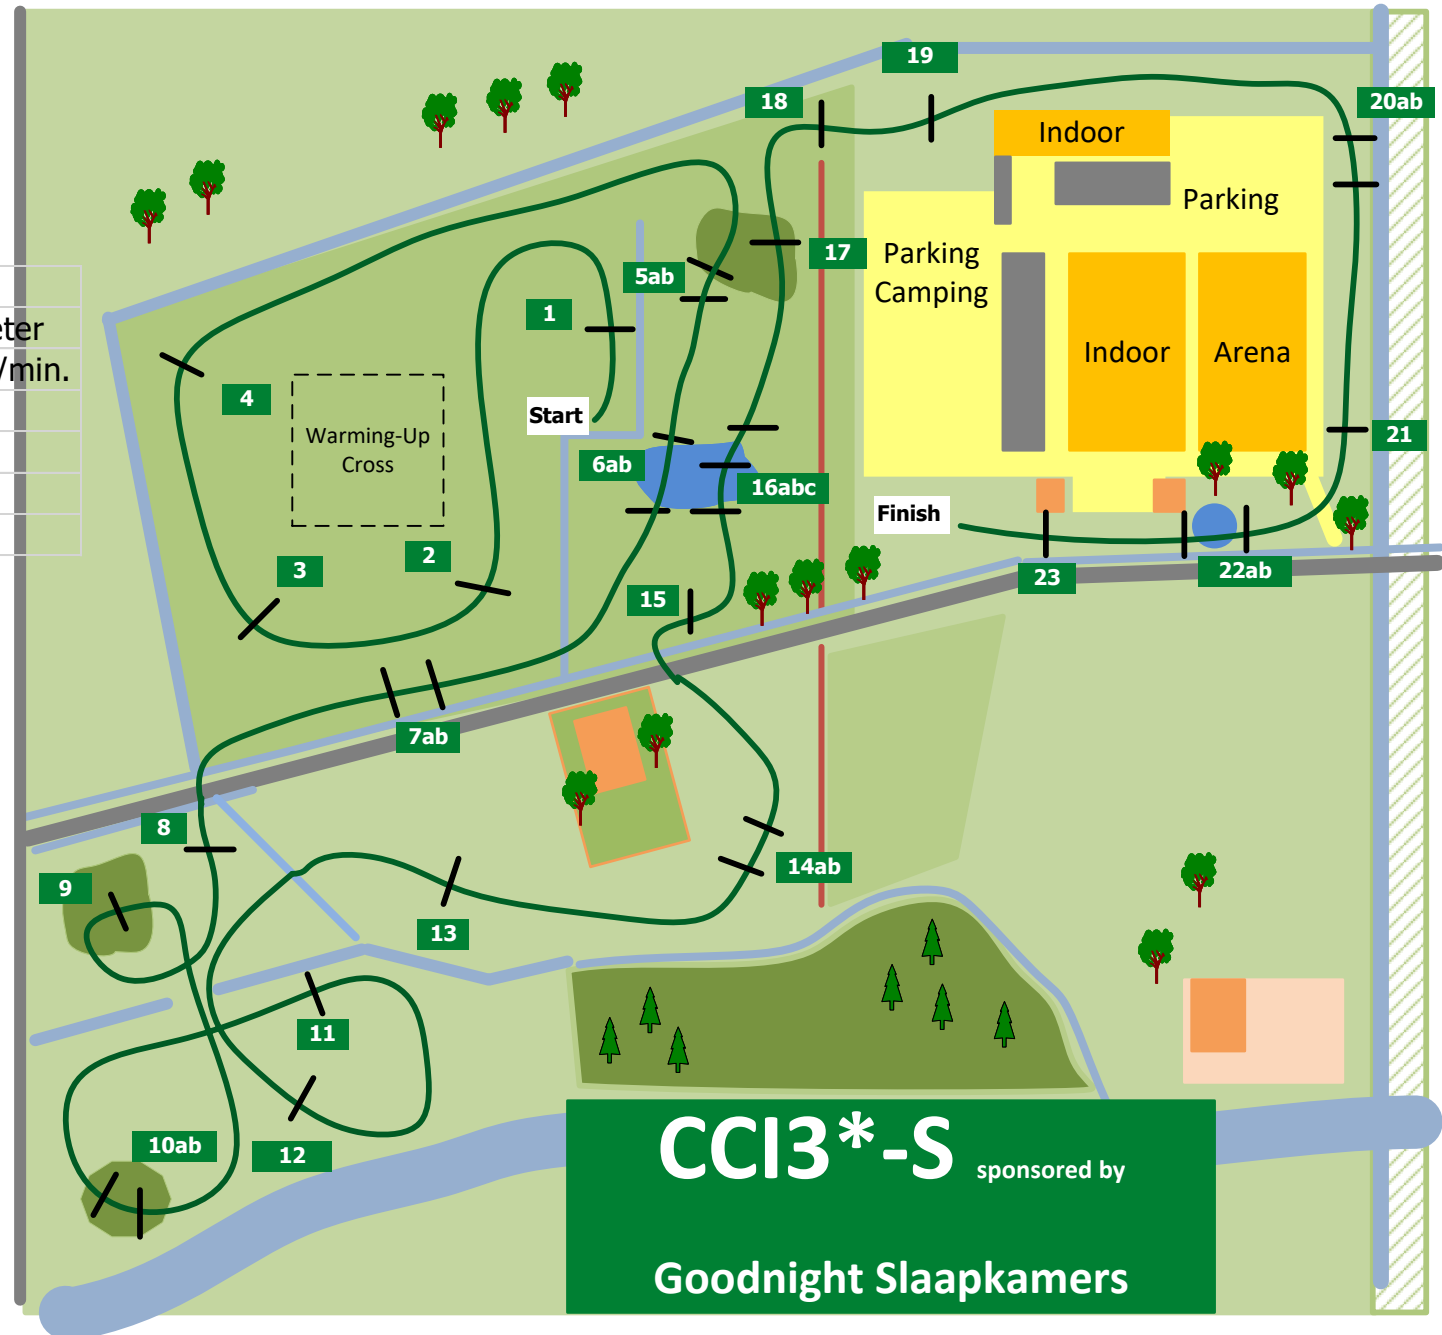 19
18
20ab
Indoor
Parking
17
Parking
Camping
5ab
1
eter
/min.
4
Indoor
Arena
Start
Warming-Up
Cross
6ab
21
16abc
Finish
2
3
23
22ab
15
7ab
8
14ab
9
13
11
10ab
12
CCI3*-S sponsored by
Goodnight Slaapkamers